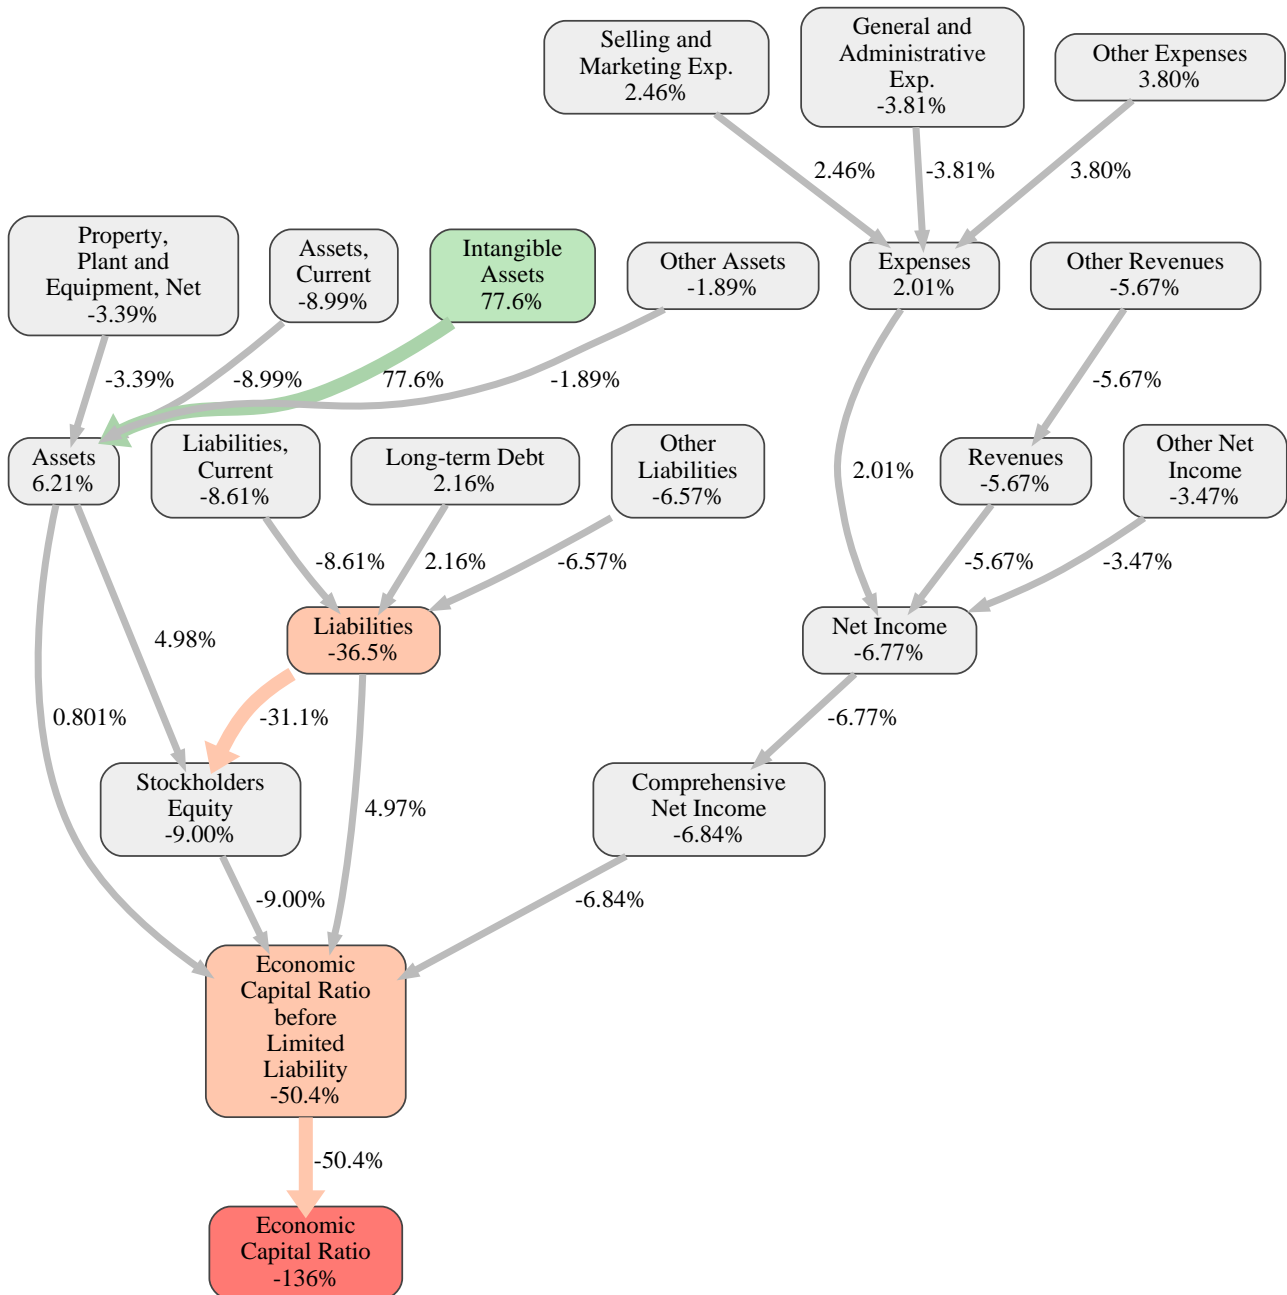 Selling and
Marketing Exp.
2.46%
General and
Administrative
Exp.
-3.81%
Other Expenses
3.80%
2.46%
-3.81%
3.80%
Property,
Plant and
Equipment, Net
-3.39%
Assets,
Current
-8.99%
Intangible
Assets
77.6%
Other Assets
-1.89%
Expenses
2.01%
Other Revenues
-5.67%
-3.39%
-8.99%
77.6%
-1.89%
-5.67%
Assets
6.21%
Liabilities,
Current
-8.61%
Long-term Debt
2.16%
Other
Liabilities
-6.57%
2.01%
Revenues
-5.67%
Other Net
Income
-3.47%
-8.61%
2.16%
-6.57%
-5.67%
-3.47%
4.98%
Liabilities
-36.5%
Net Income
-6.77%
0.801%
-31.1%
-6.77%
Stockholders
Equity
-9.00%
4.97%
Comprehensive
Net Income
-6.84%
-9.00%
-6.84%
Economic
Capital Ratio
before
Limited
Liability
-50.4%
-50.4%
Economic
Capital Ratio
-136%